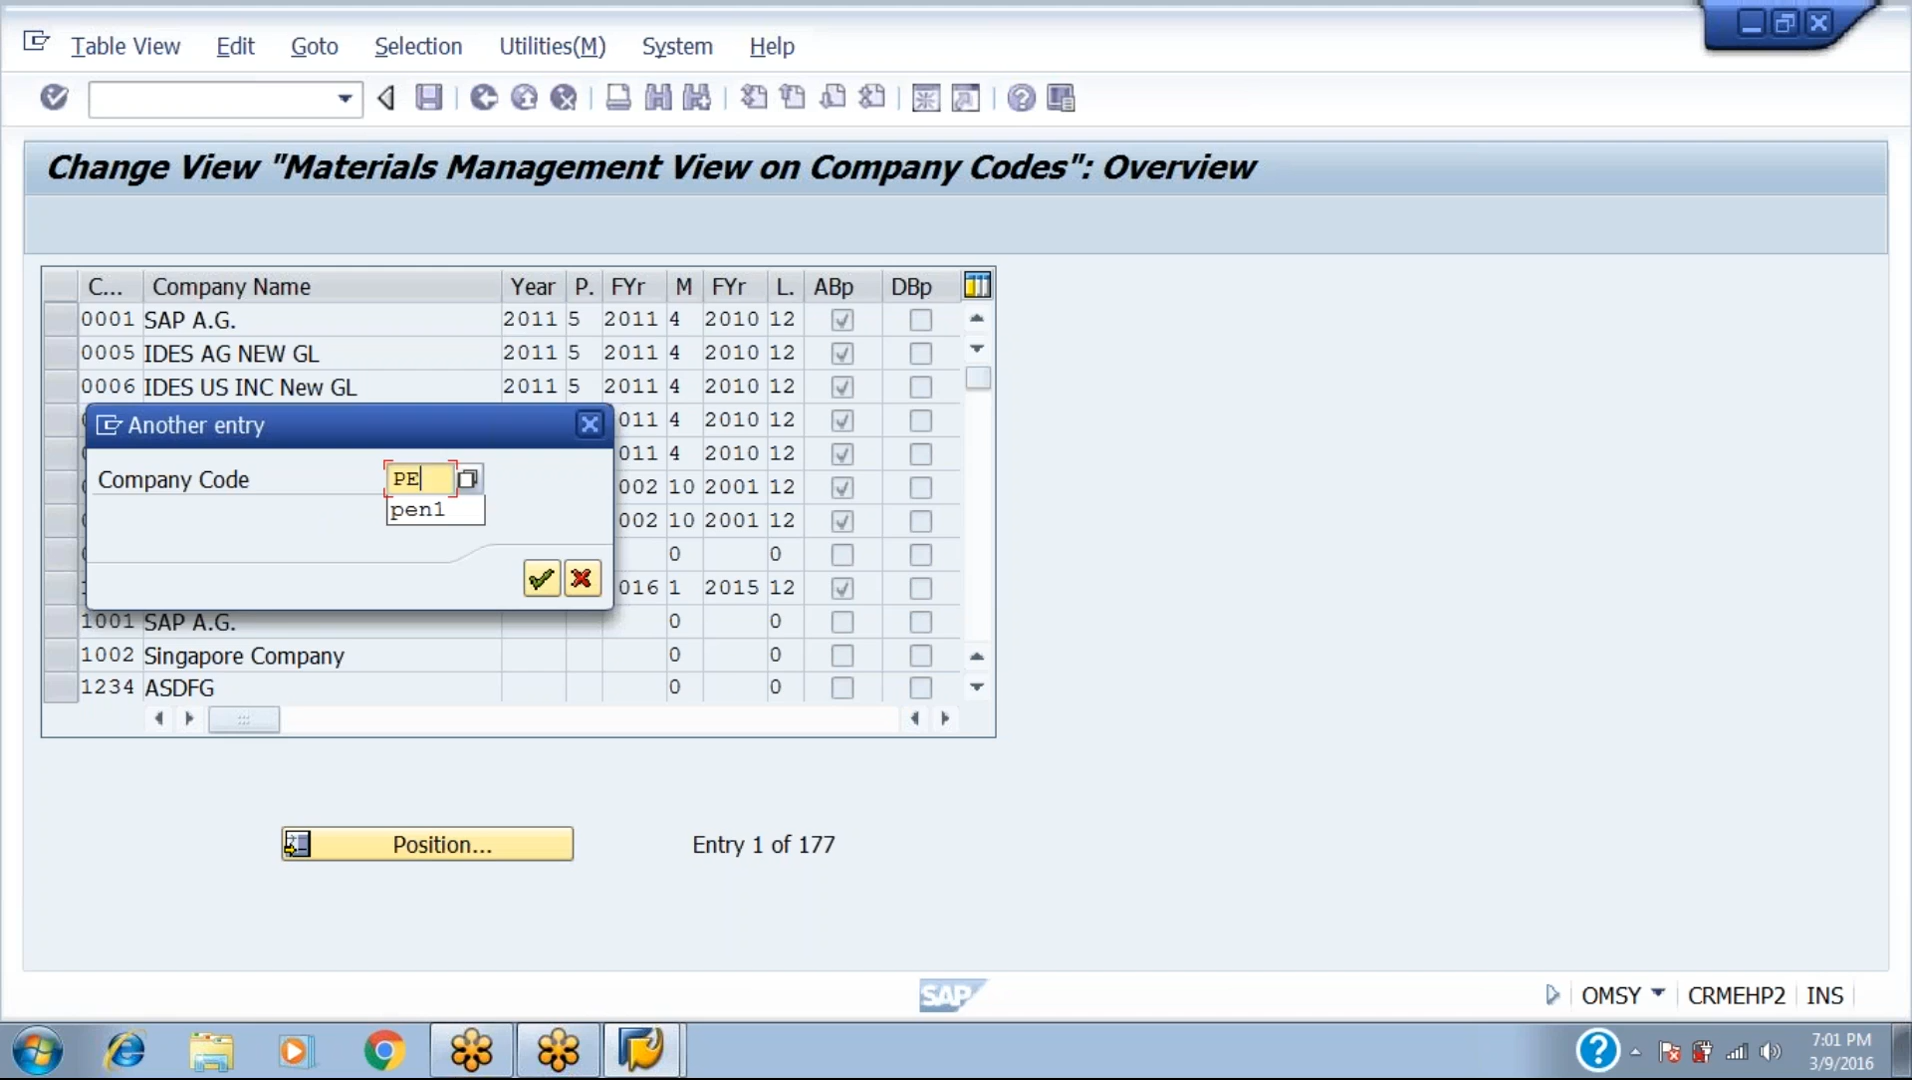 Table View Edit Goto Selection Utilities(M) System Help
Change View "Materials Management View on Company Codes": Overview
C... Company Name Year P. FYr M FYr L. ABp DBp
0001 SAP A.G. 2011 5 2011 4 2010 12
0005 IDES AG NEW GL 2011 5 2011 4 2010 12
0006 IDES US INC New GL 2011 5 2011 4 2010 12
011 4 2010 12
011 4 2010 12
002 10 2001 12
002 10 2001 12
0 0
016 1 2015 12
1001 SAP A.G. 0 0
1002 Singapore Company 0 0
1234 ASDFG 0 0
Another entry
Company Code PE
pen1
Position... Entry 1 of 177
SAP
OMSY CRMEHP2 INS
7:01 PM
3/9/2016